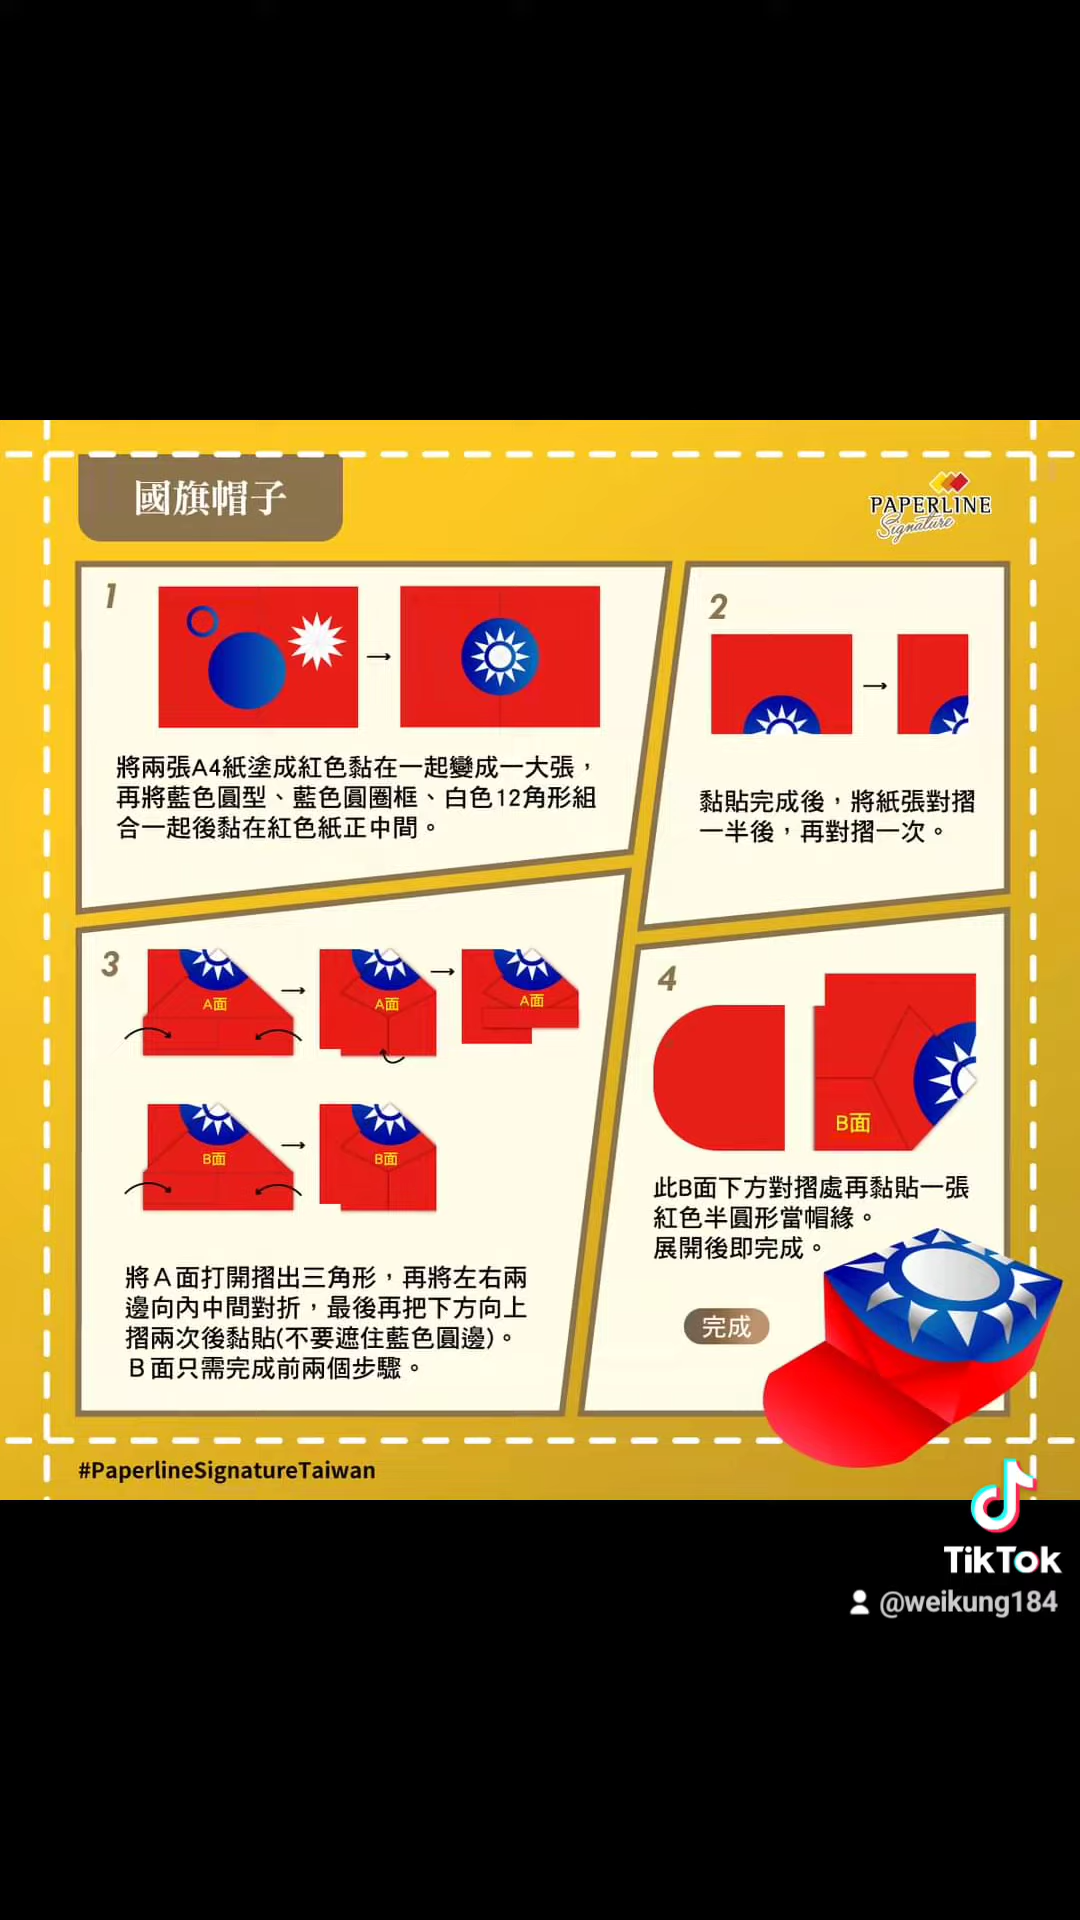 國旗帽子
PAPERLINE
Signature
1
將兩張A4紙塗成紅色黏在一起變成一大張，
再將藍色圓型、藍色圓圈框、白色12角形組
合一起後黏在紅色紙正中間。
2
黏貼完成後，將紙張對摺
一半後，再對摺一次。
3
A面
A面
A面
B面
B面
將A面打開摺出三角形，再將左右兩
邊向內中間對折，最後再把下方向上
摺兩次後黏貼(不要遮住藍色圓邊)。
B面只需完成前兩個步驟。
4
B面
此B面下方對摺處再黏貼一張
紅色半圓形當帽緣。
展開後即完成。
完成
#PaperlineSignatureTaiwan
TikTok
@weikung184